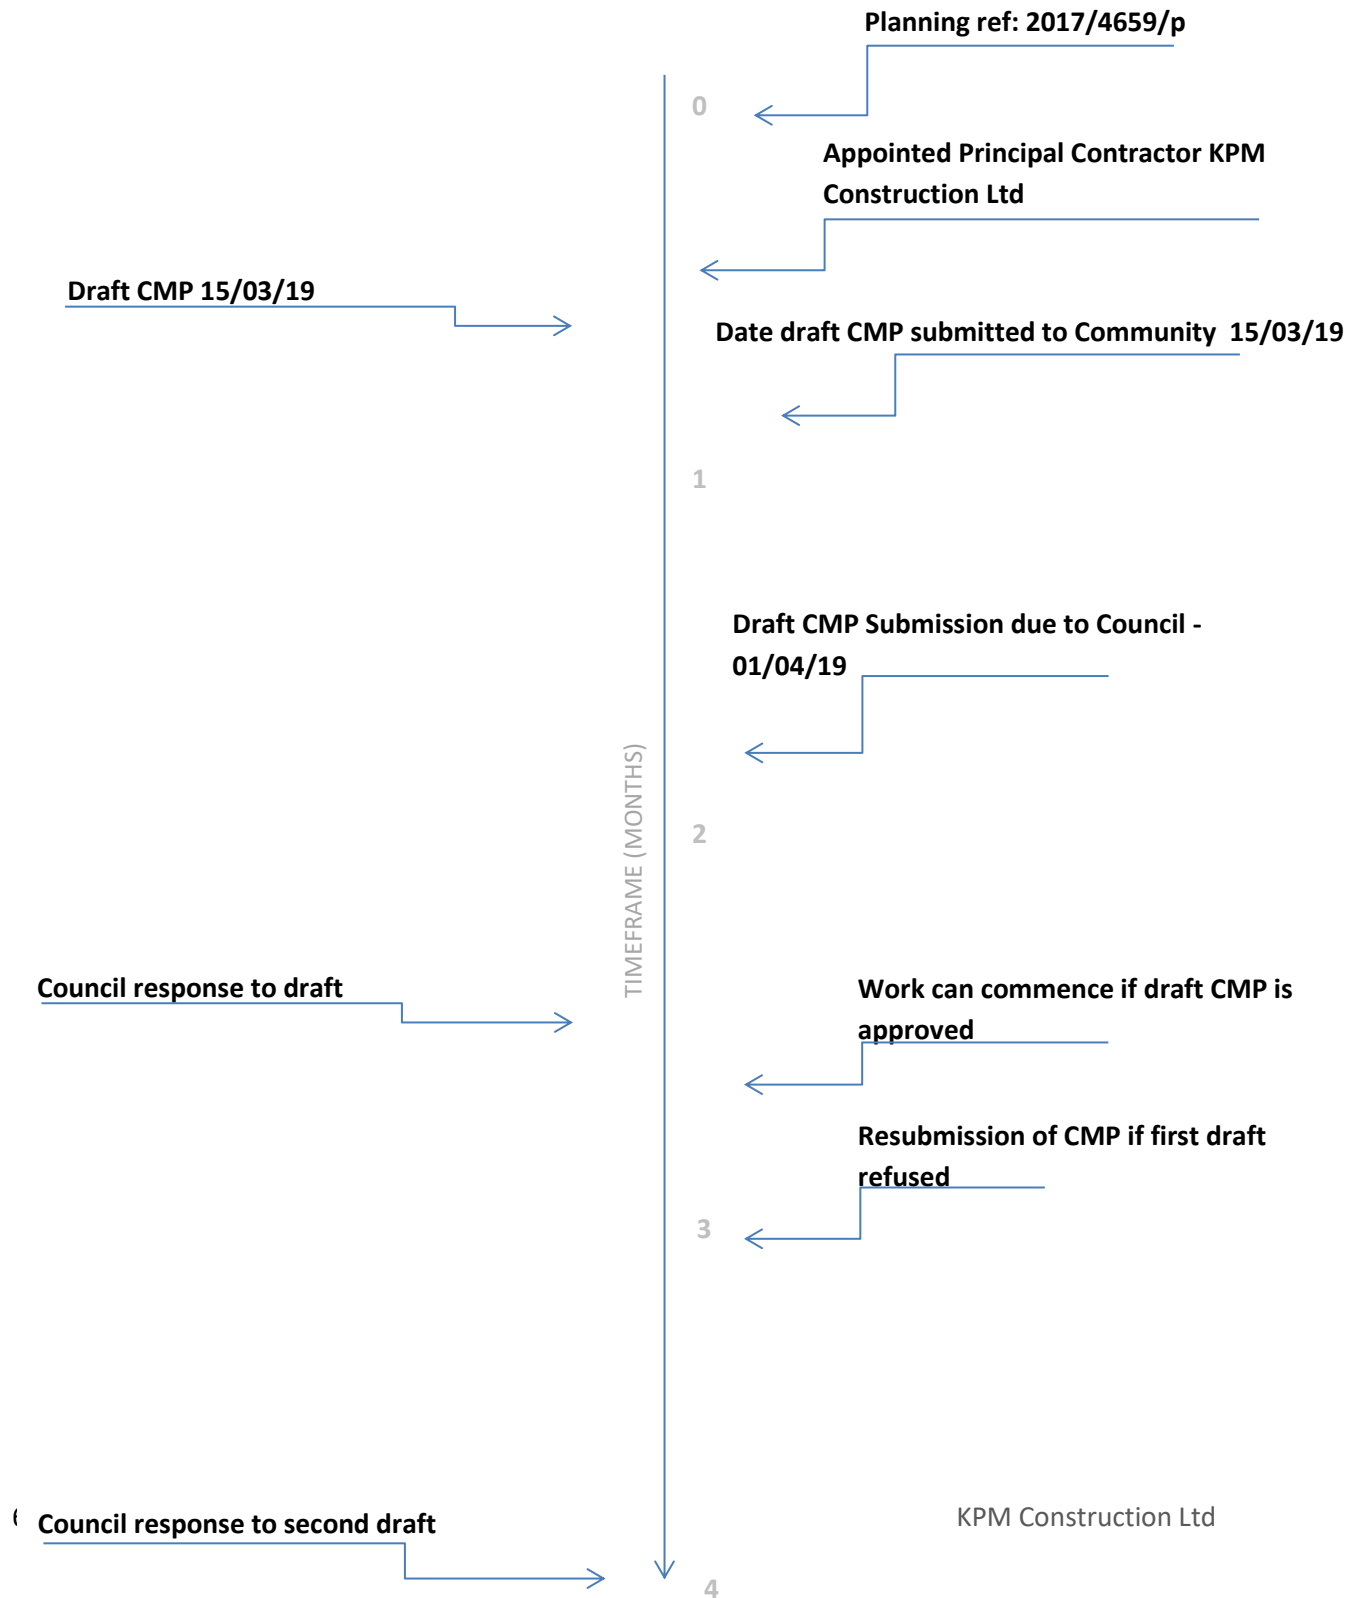 Planning ref: 2017/4659/p
0
Appointed Principal Contractor KPM
Construction Ltd
Draft CMP 15/03/19
Date draft CMP submitted to Community 15/03/19
1
Draft CMP Submission due to Council -
01/04/19
TIMEFRAME (MONTHS)
2
Council response to draft
Work can commence if draft CMP is
approved
Resubmission of CMP if first draft
refused
3
Council response to second draft
KPM Construction Ltd
4